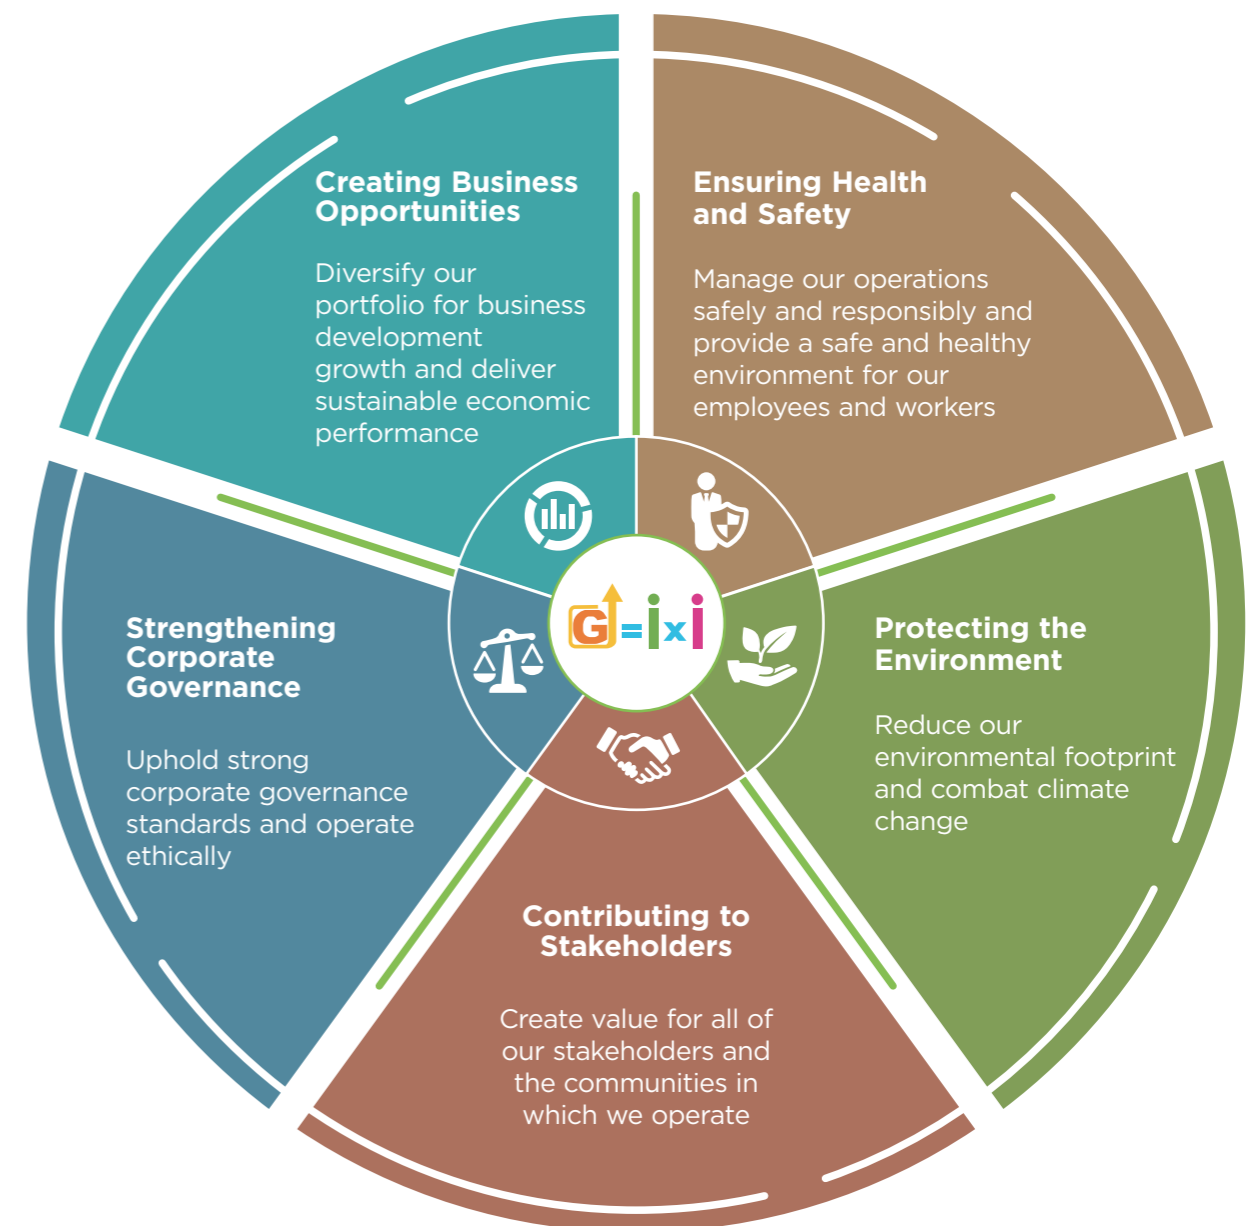 Creating Business
Opportunities
Diversify our
portfolio for business
development
growth and deliver
sustainable economic
performance
Ensuring Health
and Safety
Manage our operations
safely and responsibly and
provide a safe and healthy
environment for our
employees and workers
G=ixi
Strengthening
Corporate
Governance
Uphold strong
corporate governance
standards and operate
ethically
Protecting the
Environment
Reduce our
environmental footprint
and combat climate
change
Contributing to
Stakeholders
Create value for all of
our stakeholders and
the communities in
which we operate